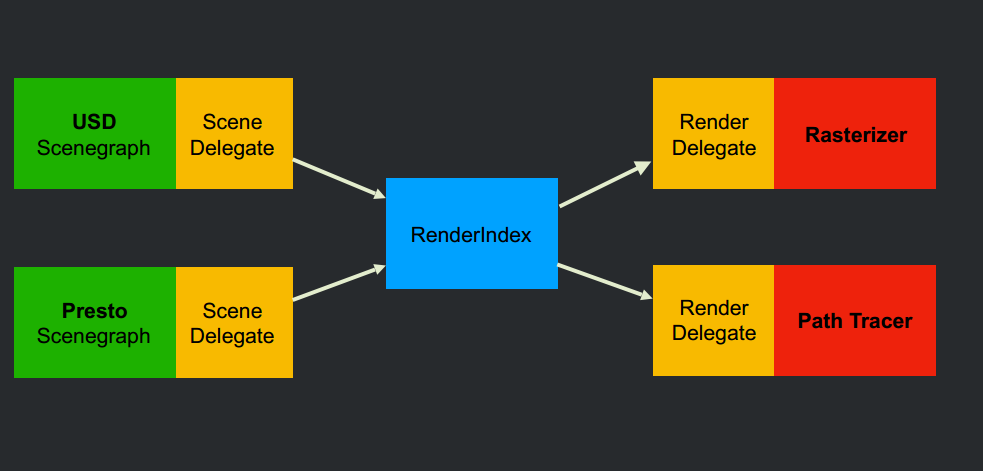 USD
Scenegraph
Scene
Delegate
Presto
Scenegraph
Scene
Delegate
RenderIndex
Render
Delegate
Rasterizer
Render
Delegate
Path Tracer